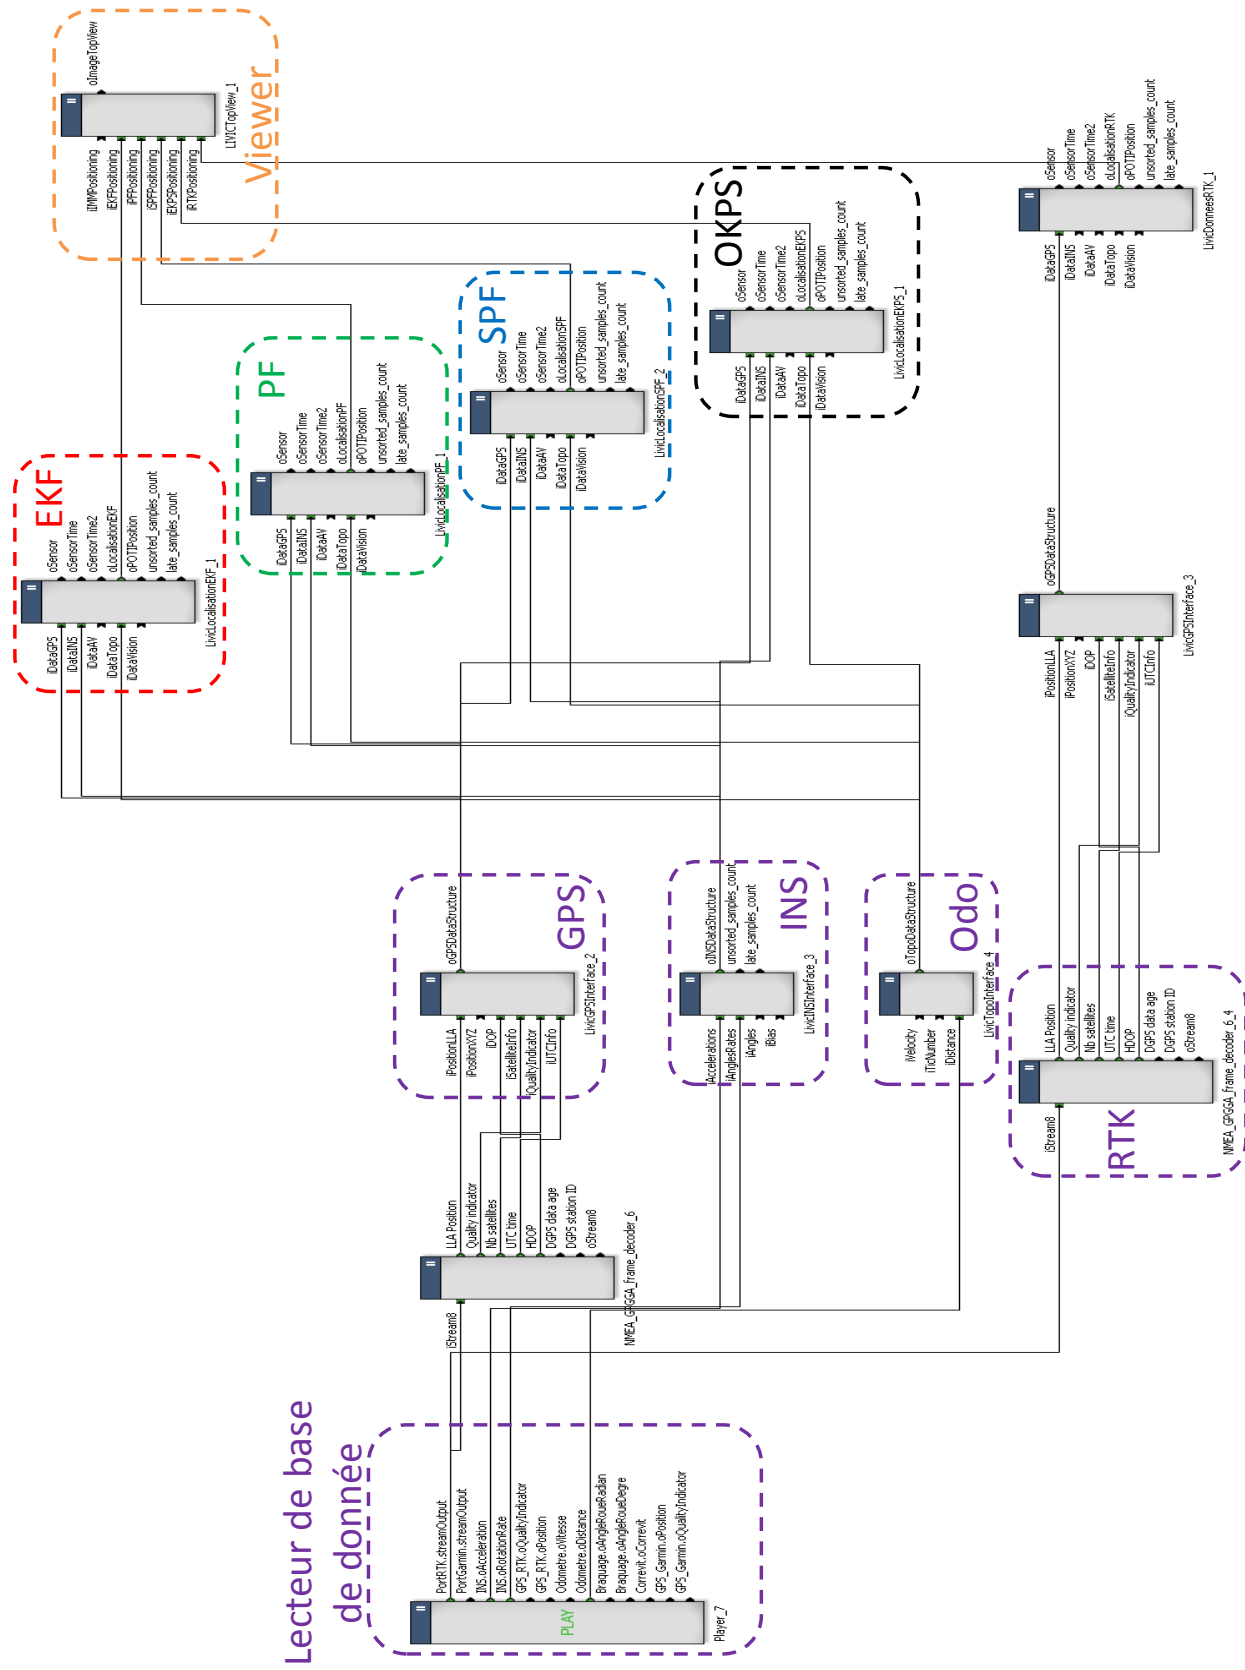 Lecteur de base
de donnée
PLAY
Player_7
PortRTK.streamOutput
PortGarmin.streamOutput
INS.oAcceleration
INS.oRotationRate
GPS_RTK.oQualityIndicator
GPS_RTK.oPosition
Odometre.oVitesse
Odometre.oDistance
Braquage.oAngleRoueRadian
Braquage.oAngleRoueDegre
Correvit.oCorrevit
GPS_Garmin.oPosition
GPS_Garmin.oQualityIndicator
iStream8
NMEA_GPGGA_frame_decoder_6
LLA Position
Quality indicator
Nb satellites
UTC time
HDOP
DGPS data age
DGPS station ID
oStream8
GPS
iPositionLLA
iPositionXYZ
iDOP
iSatelliteInfo
iQualityIndicator
iUTCInfo
LivicGPSInterface_2
oGPSDataStructure
INS
iAccelerations
iAnglesRates
iAngles
iBias
LivicINSInterface_3
oINSDataStructure
unsorted_samples_count
late_samples_count
Odo
iVelocity
iTicNumber
iDistance
LivicTopoInterface_4
oTopoDataStructure
RTK
iStream8
NMEA_GPGGA_frame_decoder_6_4
LLA Position
Quality indicator
Nb satellites
UTC time
HDOP
DGPS data age
DGPS station ID
oStream8
iPositionLLA
iPositionXYZ
iDOP
iSatelliteInfo
iQualityIndicator
iUTCInfo
LivicGPSInterface_3
oGPSDataStructure
EKF
iDataGPS
iDataINS
iDataAV
iDataTopo
iDataVision
LivicLocalisationEKF_1
oSensor
oSensorTime
oSensorTime2
oLocalisationEKF
oPOTIPosition
unsorted_samples_count
late_samples_count
PF
iDataGPS
iDataINS
iDataAV
iDataTopo
iDataVision
LivicLocalisationPF_1
oSensor
oSensorTime
oSensorTime2
oLocalisationPF
oPOTIPosition
unsorted_samples_count
late_samples_count
SPF
iDataGPS
iDataINS
iDataAV
iDataTopo
iDataVision
LivicLocalisationSPF_2
oSensor
oSensorTime
oSensorTime2
oLocalisationSPF
oPOTIPosition
unsorted_samples_count
late_samples_count
OKPS
iDataGPS
iDataINS
iDataAV
iDataTopo
iDataVision
LivicLocalisationEKPS_1
oSensor
oSensorTime
oSensorTime2
oLocalisationEKPS
oPOTIPosition
unsorted_samples_count
late_samples_count
iDataGPS
iDataINS
iDataAV
iDataTopo
iDataVision
LivicDonneesRTK_1
oSensor
oSensorTime
oSensorTime2
oLocalisationRTK
oPOTIPosition
unsorted_samples_count
late_samples_count
Viewer
iIMMPositioning
iEKFPositioning
iPFPositioning
iSPFPositioning
iEKPSPositioning
iRTKPositioning
LIVICTopView_1
oImageTopView